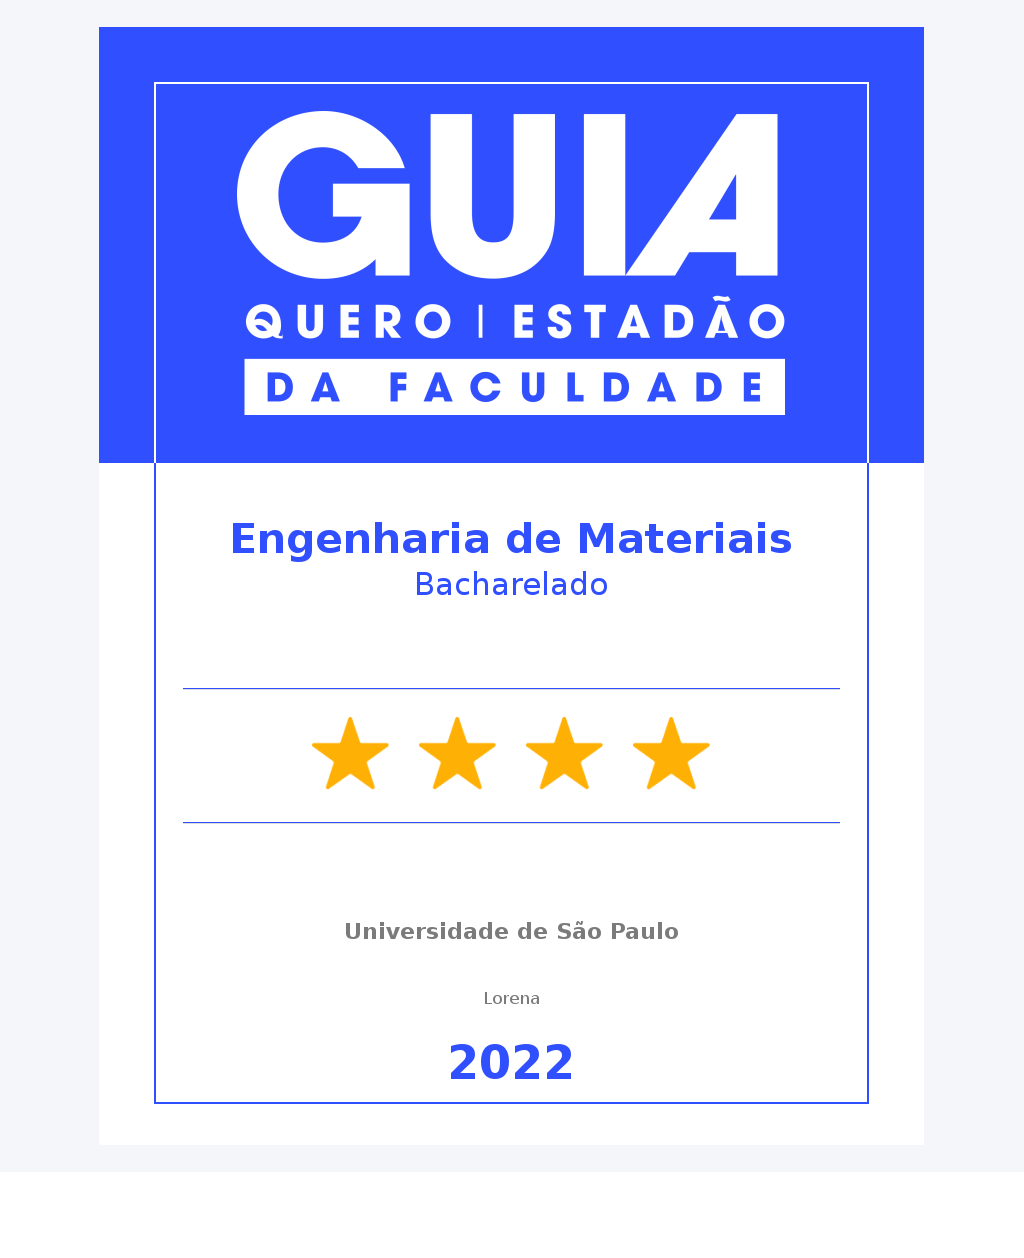 GUIA
QUERO | ESTADÃO
DA FACULDADE
Engenharia de Materiais
Bacharelado
Universidade de São Paulo
Lorena
2022